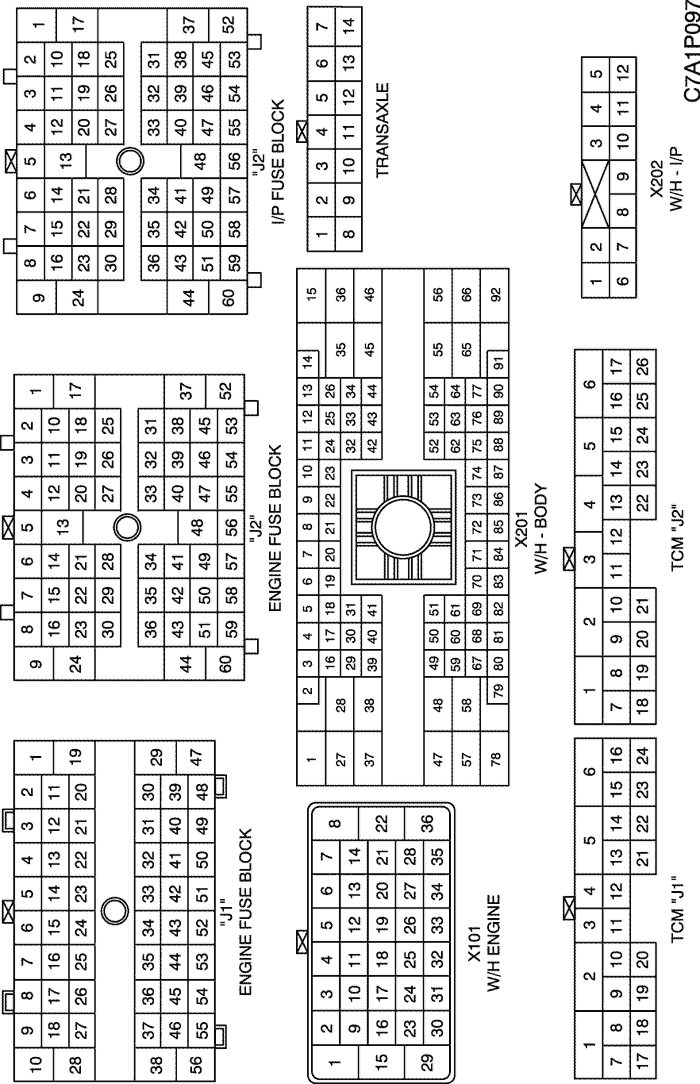 10 9 8 7 6 5 4 3 2 1
18 17 16 15 14 13 12 11
28 27 26 25 24 23 22 21 20 19
38 37 36 35 34 33 32 31 30 29
46 45 44 43 42 41 40 39
56 55 54 53 52 51 50 49 48 47
"J1"
ENGINE FUSE BLOCK
9 8 7 6 5 4 3 2 1
16 15 14 13 12 11 10
24 23 22 21 20 19 18 17
30 29 28 27 26 25
36 35 34 33 32 31
44 43 42 41 40 39 38 37
51 50 49 48 47 46 45
60 59 58 57 56 55 54 53 52
"J2"
ENGINE FUSE BLOCK
9 8 7 6 5 4 3 2 1
16 15 14 13 12 11 10
24 23 22 21 20 19 18 17
30 29 28 27 26 25
36 35 34 33 32 31
44 43 42 41 40 39 38 37
51 50 49 48 47 46 45
60 59 58 57 56 55 54 53 52
"J2"
I/P FUSE BLOCK
1 2 3 4 5 6 7 8
9 10 11 12 13 14
15 16 17 18 19 20 21 22
23 24 25 26 27 28
29 30 31 32 33 34 35 36
X101
W/H ENGINE
1 2 3 4 5 6 7 8 9 10 11 12 13 14 15
16 17 18 19 20 21 22 23 24 25 26
27 28 29 30 31 32 33 34 35 36
37 38 39 40 41 42 43 44 45 46
47 48 49 50 51 52 53 54 55 56
57 58 59 60 61 62 63 64 65 66
67 68 69 70 71 72 73 74 75 76 77
78 79 80 81 82 83 84 85 86 87 88 89 90 91 92
X201
W/H - BODY
1 2 3 4 5 6 7
8 9 10 11 12 13 14
TRANSAXLE
1 2 3 4 5 6
7 8 9 10 11 12 13 14 15 16
17 18 19 20 21 22 23 24
TCM "J1"
1 2 3 4 5 6
7 8 9 10 11 12 13 14 15 16 17
18 19 20 21 22 23 24 25 26
TCM "J2"
1 2 3 4 5
6 7 8 9 10 11 12
X202
W/H - I/P
C7A1P097